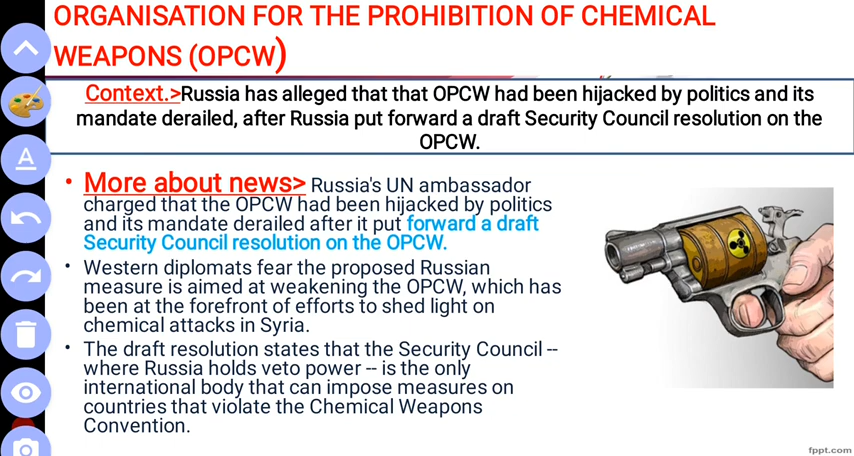 ORGANISATION FOR THE PROHIBITION OF CHEMICAL
WEAPONS (OPCW)
Context.>Russia has alleged that that OPCW had been hijacked by politics and its
mandate derailed, after Russia put forward a draft Security Council resolution on the
OPCW.
• More about news> Russia's UN ambassador
charged that the OPCW had been hijacked by politics
and its mandate derailed after it put forward a draft
Security Council resolution on the OPCW.
• Western diplomats fear the proposed Russian
measure is aimed at weakening the OPCW, which has
been at the forefront of efforts to shed light on
chemical attacks in Syria.
• The draft resolution states that the Security Council --
where Russia holds veto power -- is the only
international body that can impose measures on
countries that violate the Chemical Weapons
Convention.
A
fppt.com